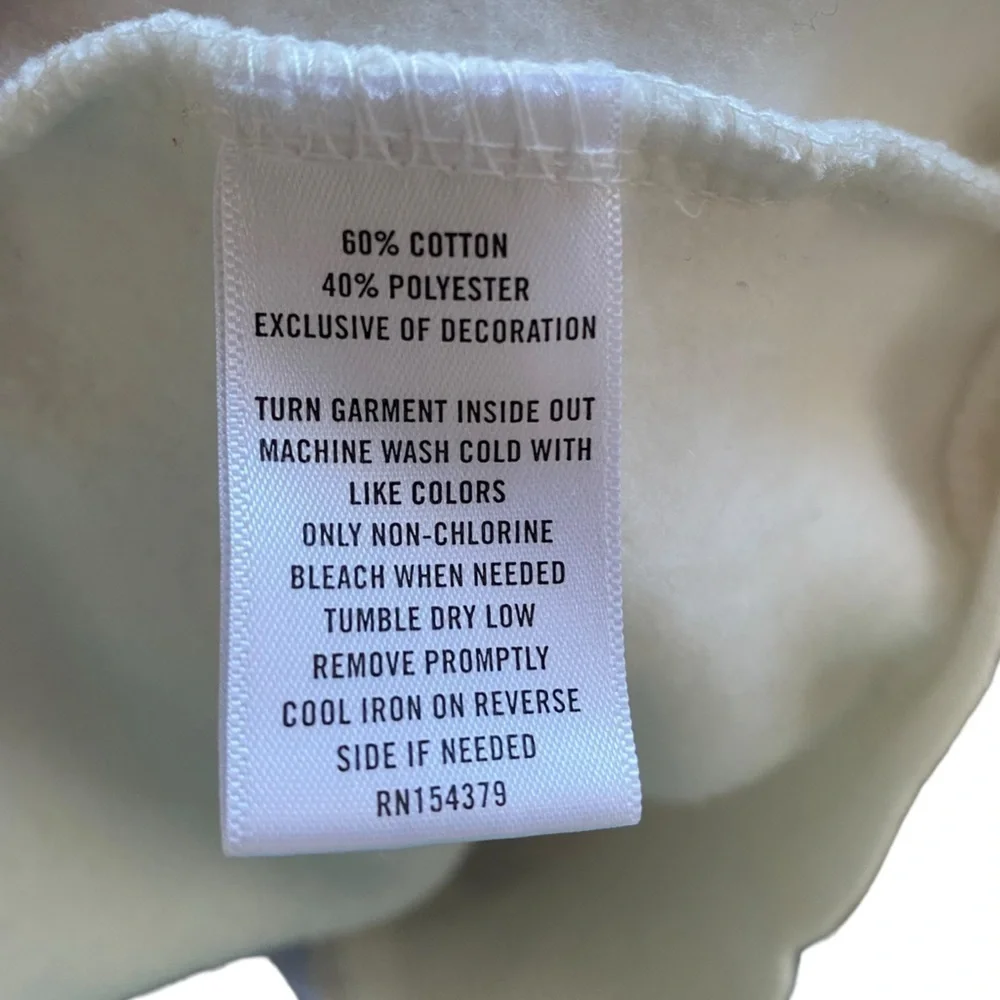 60% COTTON
40% POLYESTER
EXCLUSIVE OF DECORATION
TURN GARMENT INSIDE OUT
MACHINE WASH COLD WITH
LIKE COLORS
ONLY NON-CHLORINE
BLEACH WHEN NEEDED
TUMBLE DRY LOW
REMOVE PROMPTLY
COOL IRON ON REVERSE
SIDE IF NEEDED
RN154379